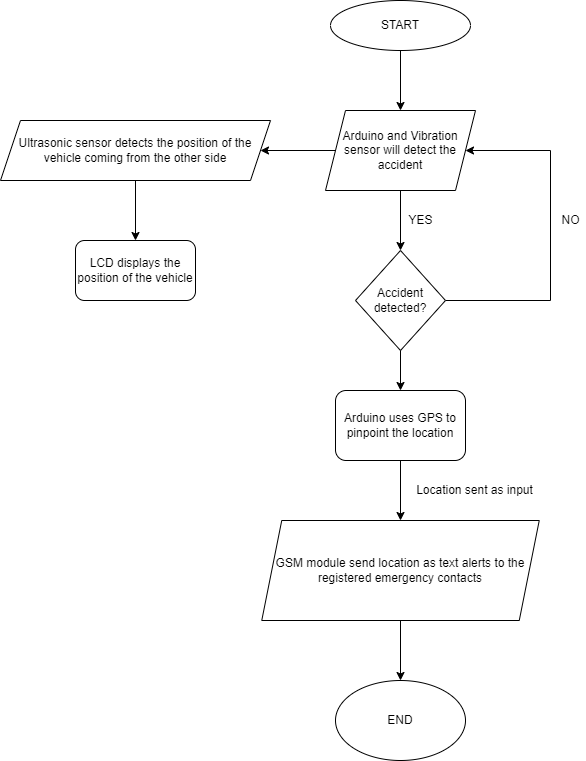 START
Arduino and Vibration
sensor will detect the
accident
Ultrasonic sensor detects the position of the
vehicle coming from the other side
LCD displays the
position of the vehicle
YES
NO
Accident
detected?
Arduino uses GPS to
pinpoint the location
Location sent as input
GSM module send location as text alerts to the
registered emergency contacts
END